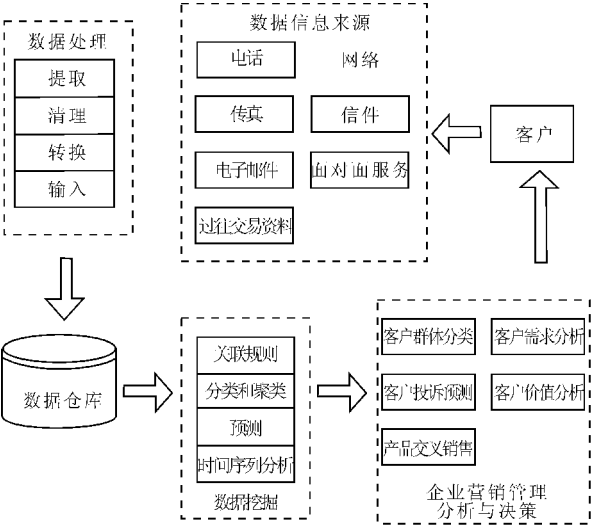 数据处理
提取
清理
转换
输入
数据信息来源
电话
网络
传真
信件
电子邮件
面对面服务
过往交易资料
客户
数据仓库
关联规则
分类和聚类
预测
时间序列分析
数据挖掘
客户群体分类
客户需求分析
客户投诉预测
客户价值分析
产品交叉销售
企业营销管理
分析与决策